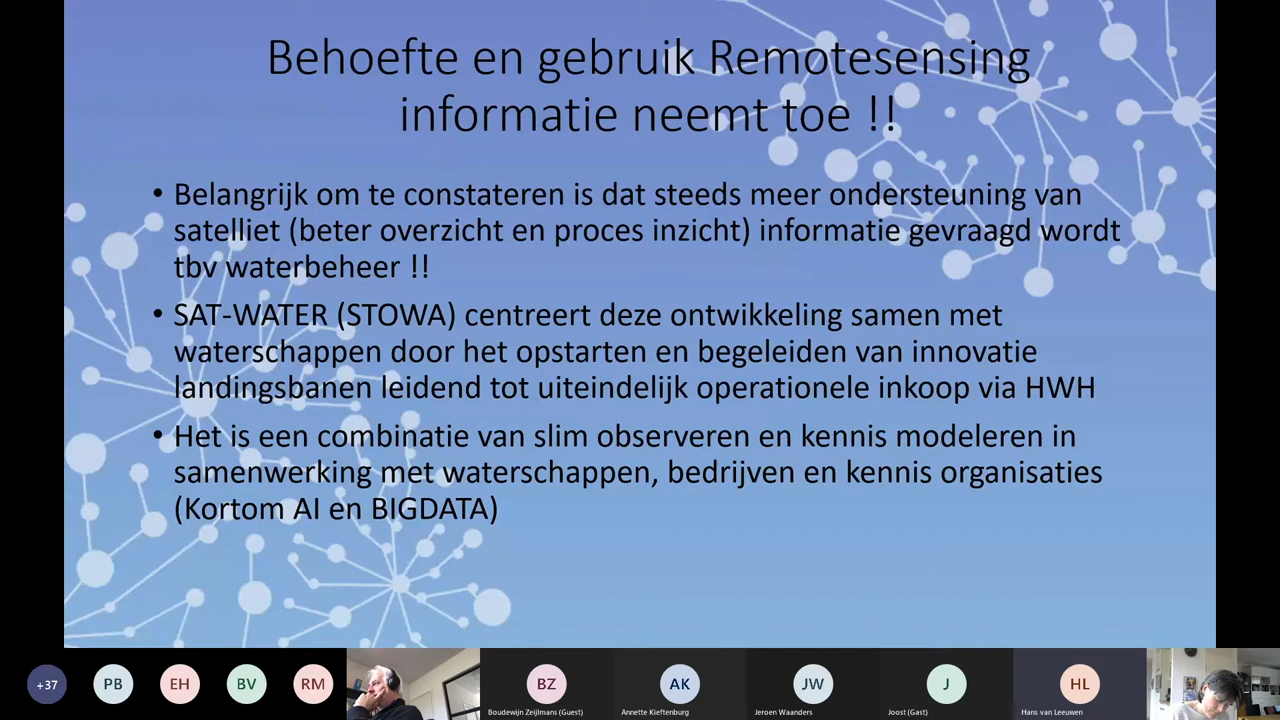 Behoefte en gebruik Remotesensing
informatie neemt toe !!
• Belangrijk om te constateren is dat steeds meer ondersteuning van
satelliet (beter overzicht en proces inzicht) informatie gevraagd wordt
tbv waterbeheer !!
• SAT-WATER (STOWA) centreert deze ontwikkeling samen met
waterschappen door het opstarten en begeleiden van innovatie
landingsbanen leidend tot uiteindelijk operationele inkoop via HWH
• Het is een combinatie van slim observeren en kennis modeleren in
samenwerking met waterschappen, bedrijven en kennis organisaties
(Kortom AI en BIGDATA)
+37 PB EH BV RM BZ AK JW J HL
Boudewijn Zeijlmans (Guest) Annette Kieftenburg Jeroen Waanders Joost (Gast) Hans van Leeuwen